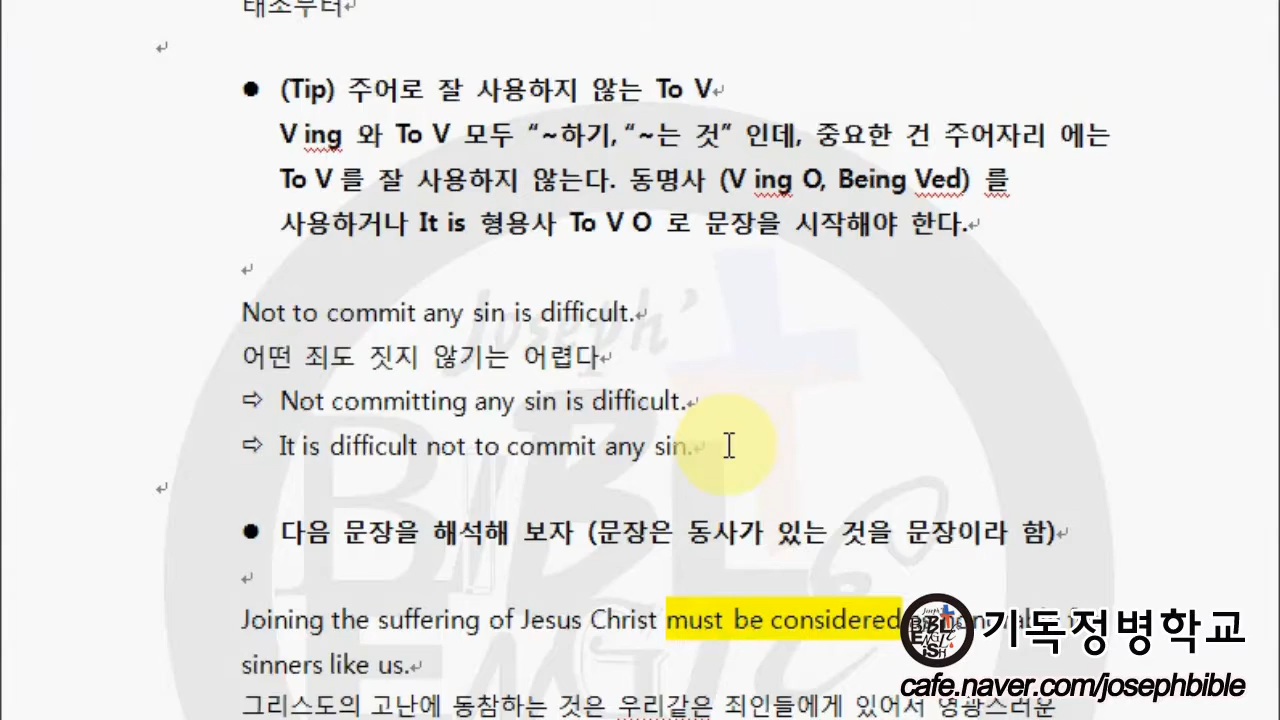 태초부터
(Tip) 주어로 잘 사용하지 않는 To V
V ing 와 To V 모두 “~하기, “~는 것” 인데, 중요한 건 주어자리 에는
To V 를 잘 사용하지 않는다. 동명사 (V ing O, Being Ved) 를
사용하거나 It is 형용사 To V O 로 문장을 시작해야 한다.
Not to commit any sin is difficult.
어떤 죄도 짓지 않기는 어렵다
⇨ Not committing any sin is difficult.
⇨ It is difficult not to commit any sin.
다음 문장을 해석해 보자 (문장은 동사가 있는 것을 문장이라 함)
Joining the suffering of Jesus Christ must be considered
sinners like us.
그리스도의 고난에 동참하는 것은 우리같은 죄인들에게 있어서 영광스러운
Joseph'
BIBLE
기독정병학교
cafe.naver.com/josephbible